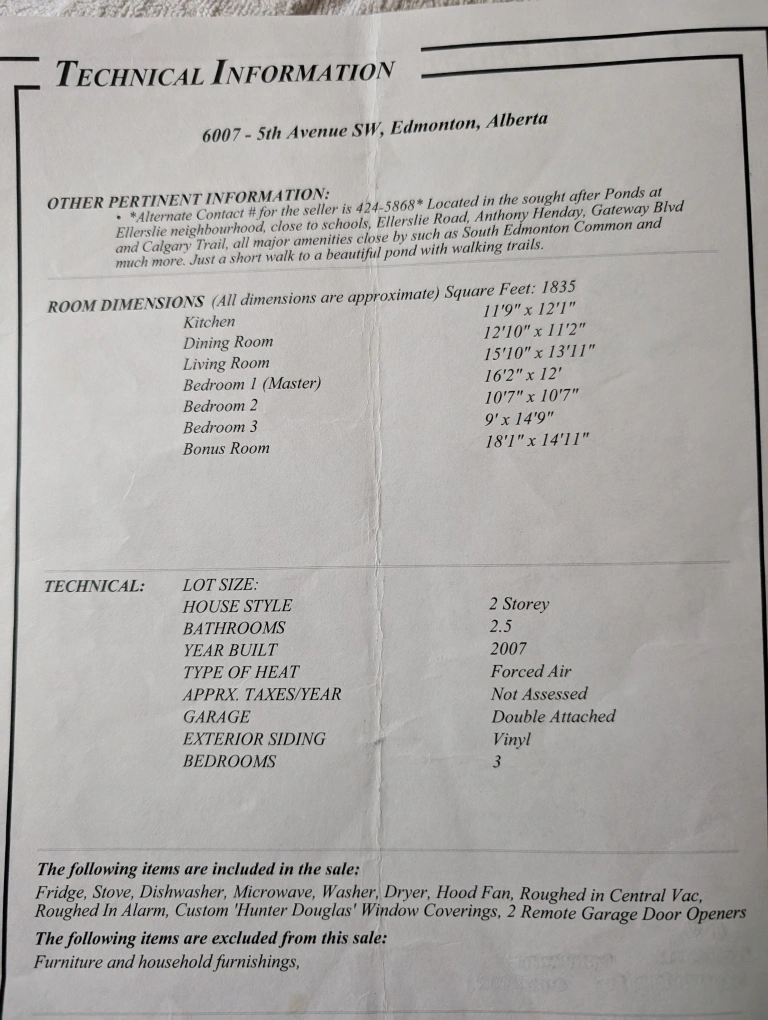 TECHNICAL INFORMATION
6007 - 5th Avenue SW, Edmonton, Alberta
OTHER PERTINENT INFORMATION:
• *Alternate Contact # for the seller is 424-5868* Located in the sought after Ponds at
Ellerslie neighbourhood, close to schools, Ellerslie Road, Anthony Henday, Gateway Blvd
and Calgary Trail, all major amenities close by such as South Edmonton Common and
much more. Just a short walk to a beautiful pond with walking trails.
ROOM DIMENSIONS (All dimensions are approximate) Square Feet: 1835
Kitchen 11'9" x 12'1"
Dining Room 12'10" x 11'2"
Living Room 15'10" x 13'11"
Bedroom 1 (Master) 16'2" x 12'
Bedroom 2 10'7" x 10'7"
Bedroom 3 9' x 14'9"
Bonus Room 18'1" x 14'11"
TECHNICAL: LOT SIZE:
HOUSE STYLE 2 Storey
BATHROOMS 2.5
YEAR BUILT 2007
TYPE OF HEAT Forced Air
APPRX. TAXES/YEAR Not Assessed
GARAGE Double Attached
EXTERIOR SIDING Vinyl
BEDROOMS 3
The following items are included in the sale:
Fridge, Stove, Dishwasher, Microwave, Washer, Dryer, Hood Fan, Roughed in Central Vac,
Roughed In Alarm, Custom 'Hunter Douglas' Window Coverings, 2 Remote Garage Door Openers
The following items are excluded from this sale:
Furniture and household furnishings,